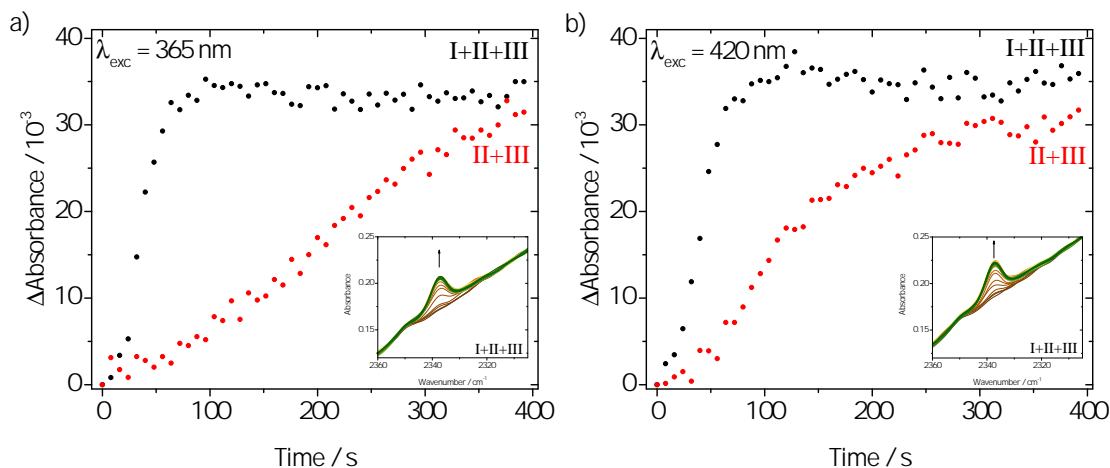 a)
λexc = 365 nm
I+II+III
II+III
ΔAbsorbance / 10⁻³
40
30
20
10
0
0
100
200
300
400
Time / s
Absorbance
0.25
0.20
0.15
2360
2340
2320
Wavenumber / cm⁻¹
I+II+III
b)
λexc = 420 nm
I+II+III
II+III
ΔAbsorbance / 10⁻³
40
30
20
10
0
0
100
200
300
400
Time / s
Absorbance
0.25
0.20
0.15
2360
2340
2320
Wavenumber / cm⁻¹
I+II+III